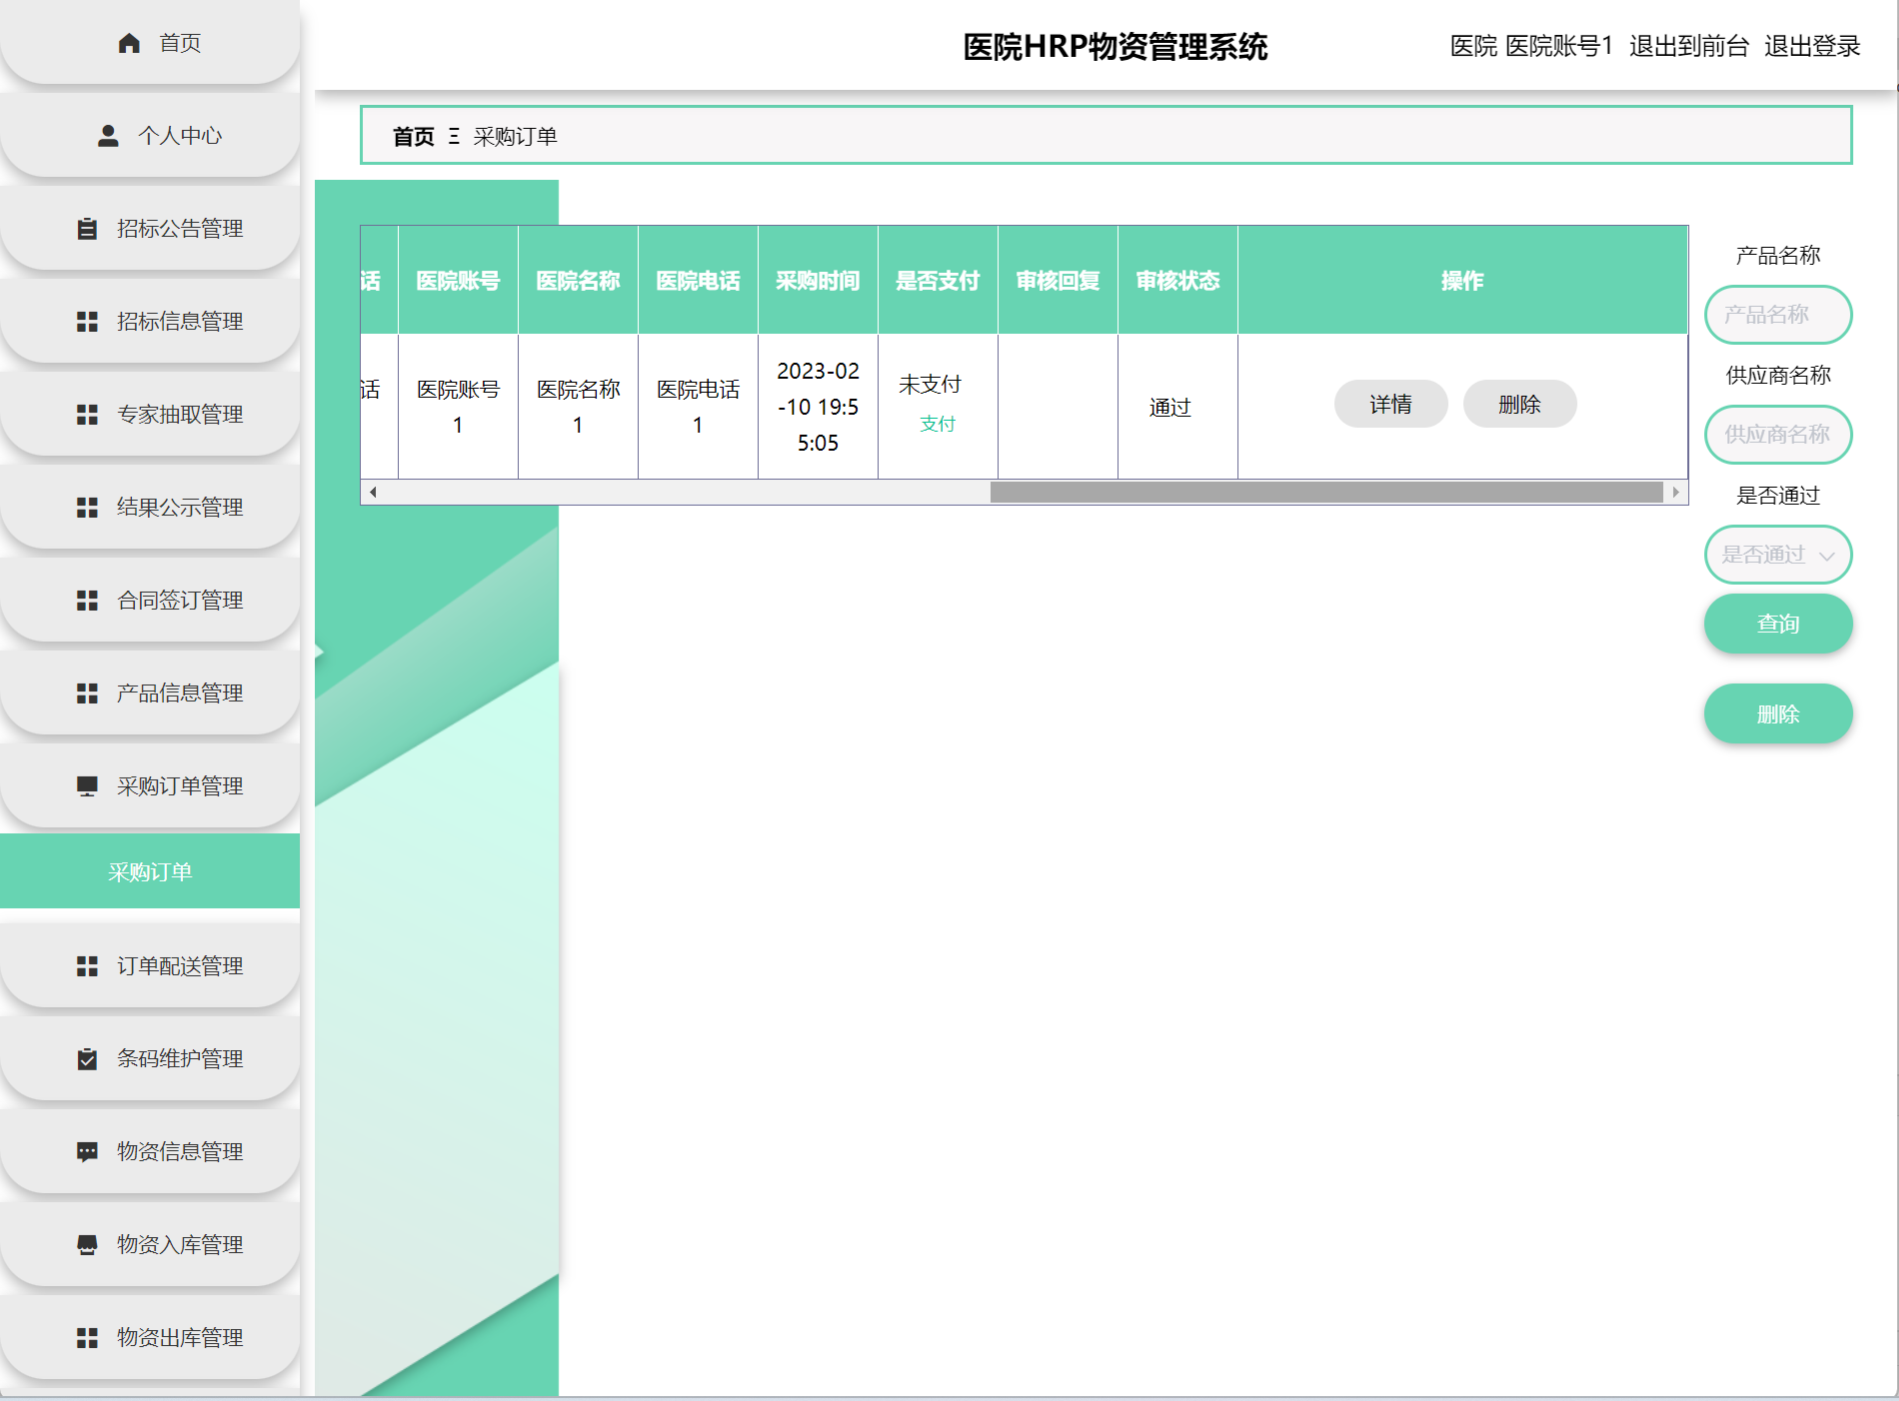 首页
个人中心
招标公告管理
招标信息管理
专家抽取管理
结果公示管理
合同签订管理
产品信息管理
采购订单管理
采购订单
订单配送管理
条码维护管理
物资信息管理
物资入库管理
物资出库管理
医院HRP物资管理系统
医院 医院账号1 退出到前台 退出登录
首页 Ξ 采购订单
话 医院账号 医院名称 医院电话 采购时间 是否支付 审核回复 审核状态 操作
话 医院账号1 医院名称1 医院电话1 2023-02-10 19:55:05 未支付 支付 通过 详情 删除
产品名称
产品名称
供应商名称
供应商名称
是否通过
是否通过
查询
删除